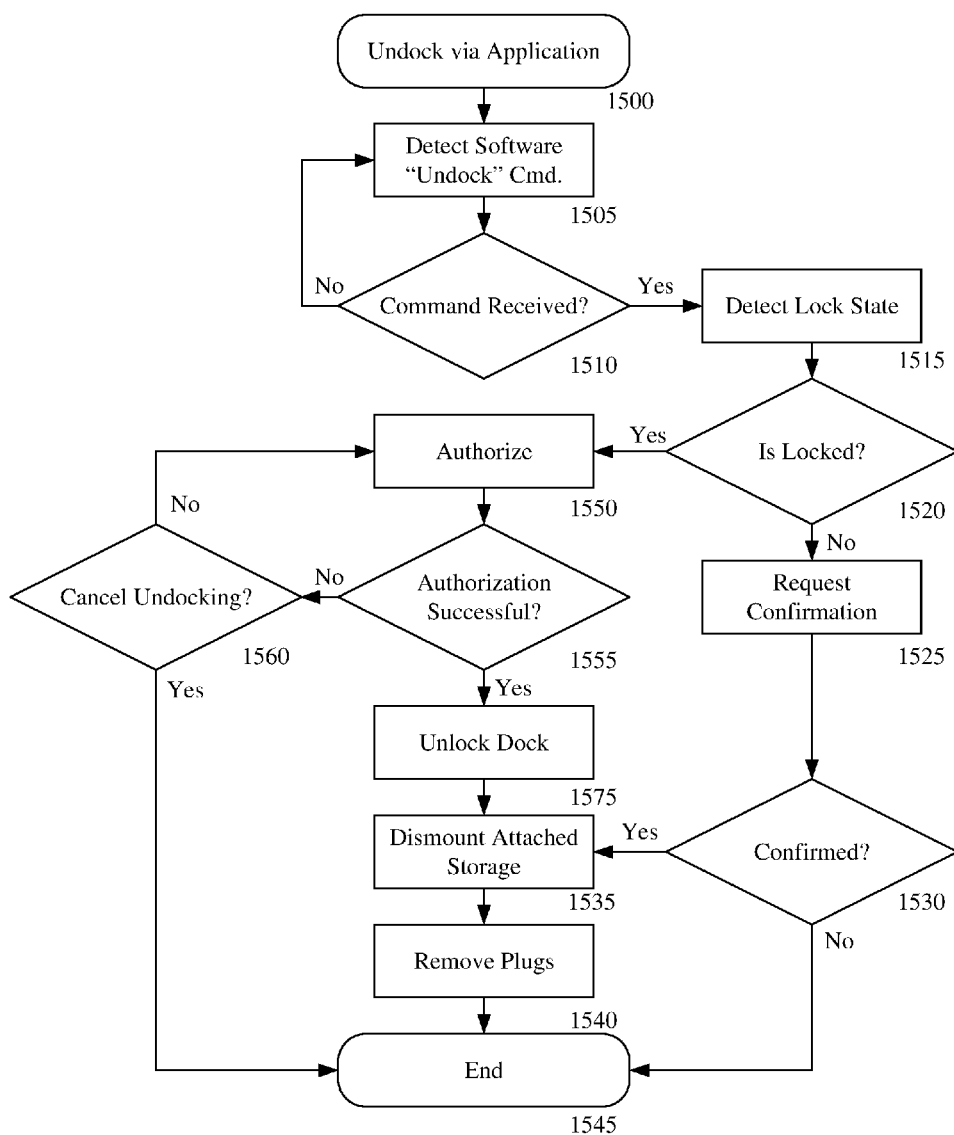 Undock via Application
1500
Detect Software
“Undock” Cmd.
1505
No
Command Received?
Yes
1510
Detect Lock State
1515
Is Locked?
Yes
1520
No
Authorize
1550
No
Cancel Undocking?
1560
Yes
No
Authorization
Successful?
1555
Yes
Request
Confirmation
1525
Unlock Dock
1575
Dismount Attached
Storage
1535
Yes
Confirmed?
1530
No
Remove Plugs
1540
End
1545